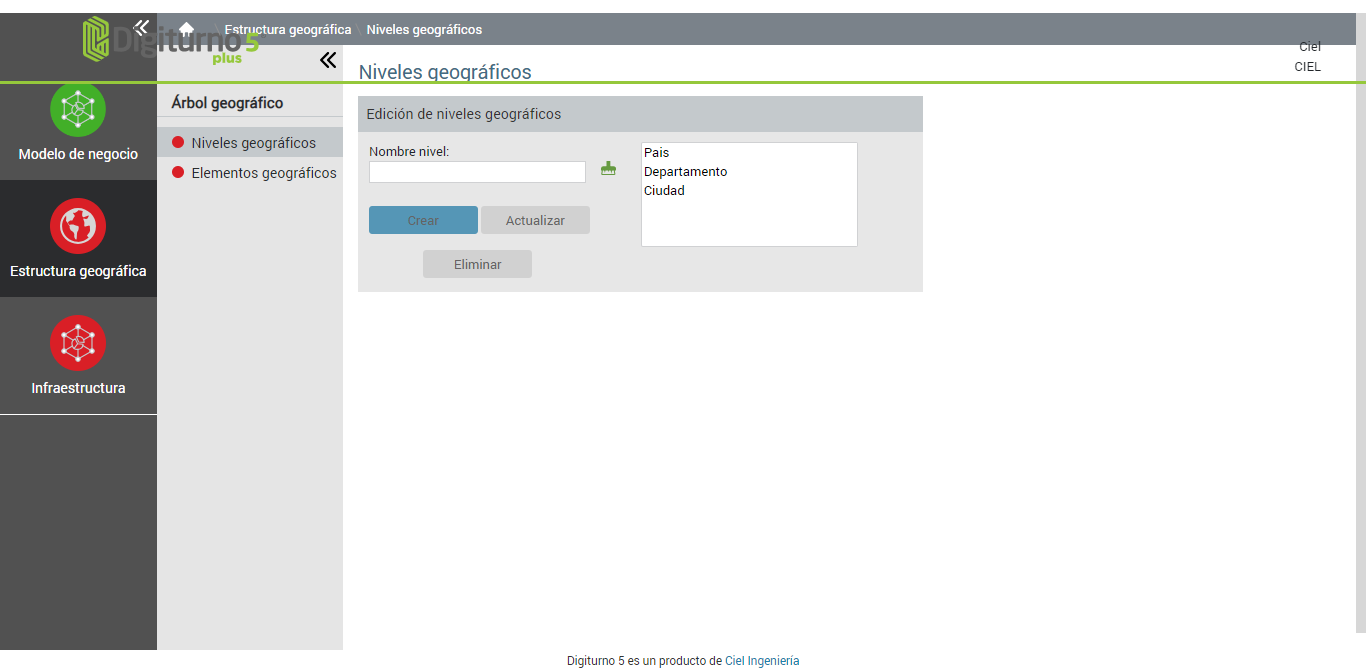 Digiturno 5
plus
Estructura geográfica Niveles geográficos
Ciel
CIEL
Niveles geográficos
Modelo de negocio
Estructura geográfica
Infraestructura
Árbol geográfico
Niveles geográficos
Elementos geográficos
Edición de niveles geográficos
Nombre nivel:
Crear Actualizar
Eliminar
Pais
Departamento
Ciudad
Digiturno 5 es un producto de Ciel Ingeniería